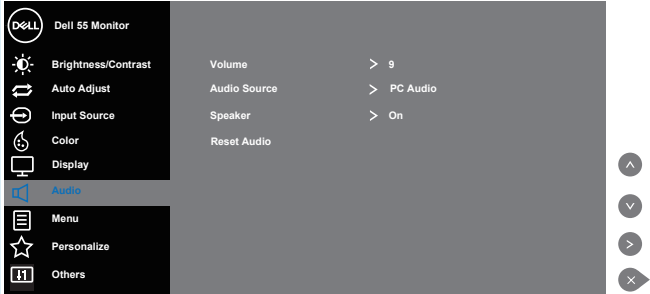 DELL Dell 55 Monitor
Brightness/Contrast
Auto Adjust
Input Source
Color
Display
Audio
Menu
Personalize
Others
Volume > 9
Audio Source > PC Audio
Speaker > On
Reset Audio